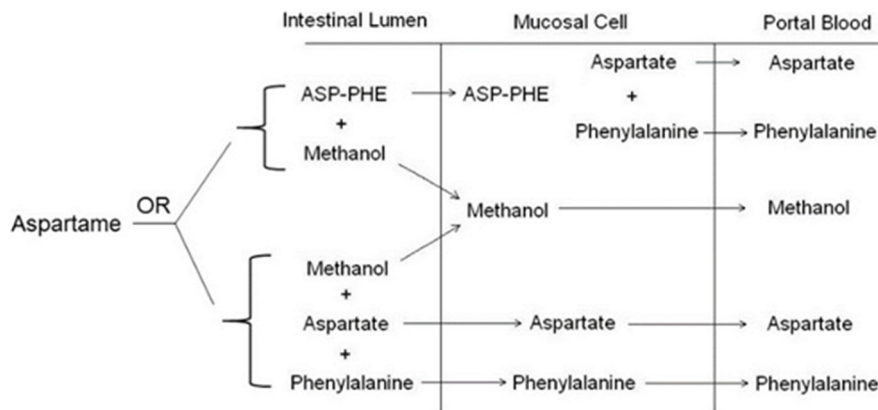 Intestinal Lumen Mucosal Cell Portal Blood
Aspartate Aspartate
ASP-PHE ASP-PHE
+ +
Phenylalanine Phenylalanine
Methanol
OR
Aspartame
Methanol Methanol
Methanol
+
Aspartate Aspartate Aspartate
+
Phenylalanine Phenylalanine Phenylalanine